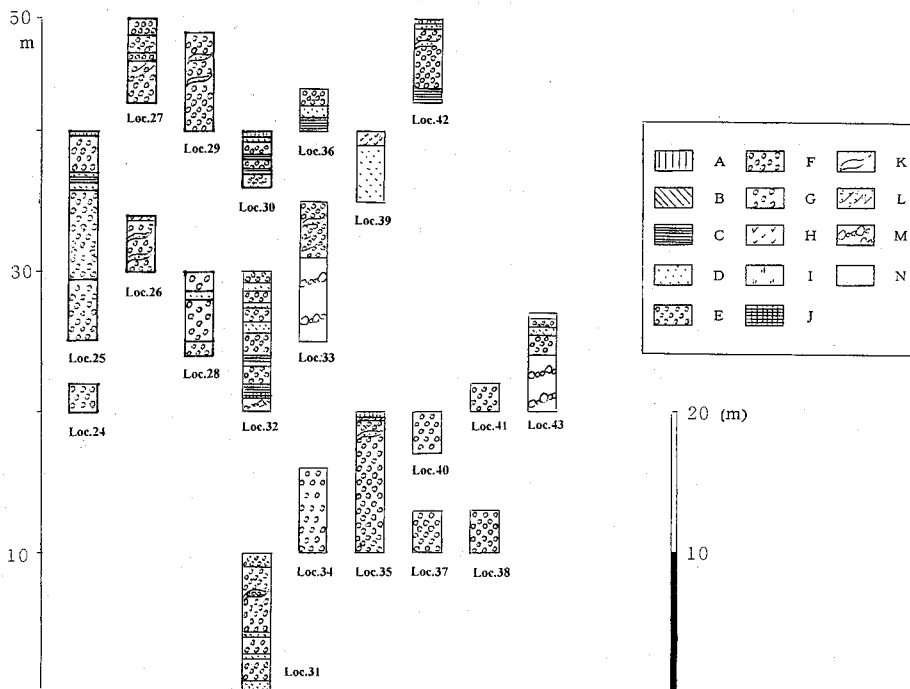 50
m
30
10
Loc.27
Loc.29
Loc.42
Loc.36
Loc.30
Loc.39
Loc.26
Loc.25
Loc.28
Loc.33
Loc.24
Loc.32
Loc.41
Loc.43
Loc.40
Loc.34
Loc.35
Loc.37
Loc.38
Loc.31
A
F
K
B
G
L
C
H
M
D
I
N
E
J
20 (m)
10